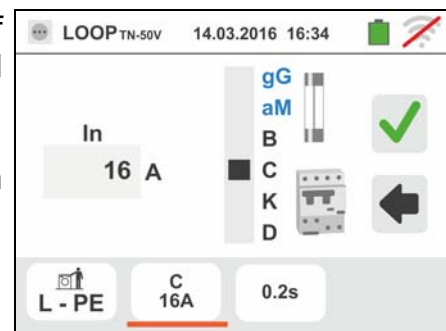 LOOP TN-50V 14.03.2016 16:34
gG
aM
B
C
K
D
In
16 A
L - PE
C
16A
0.2s